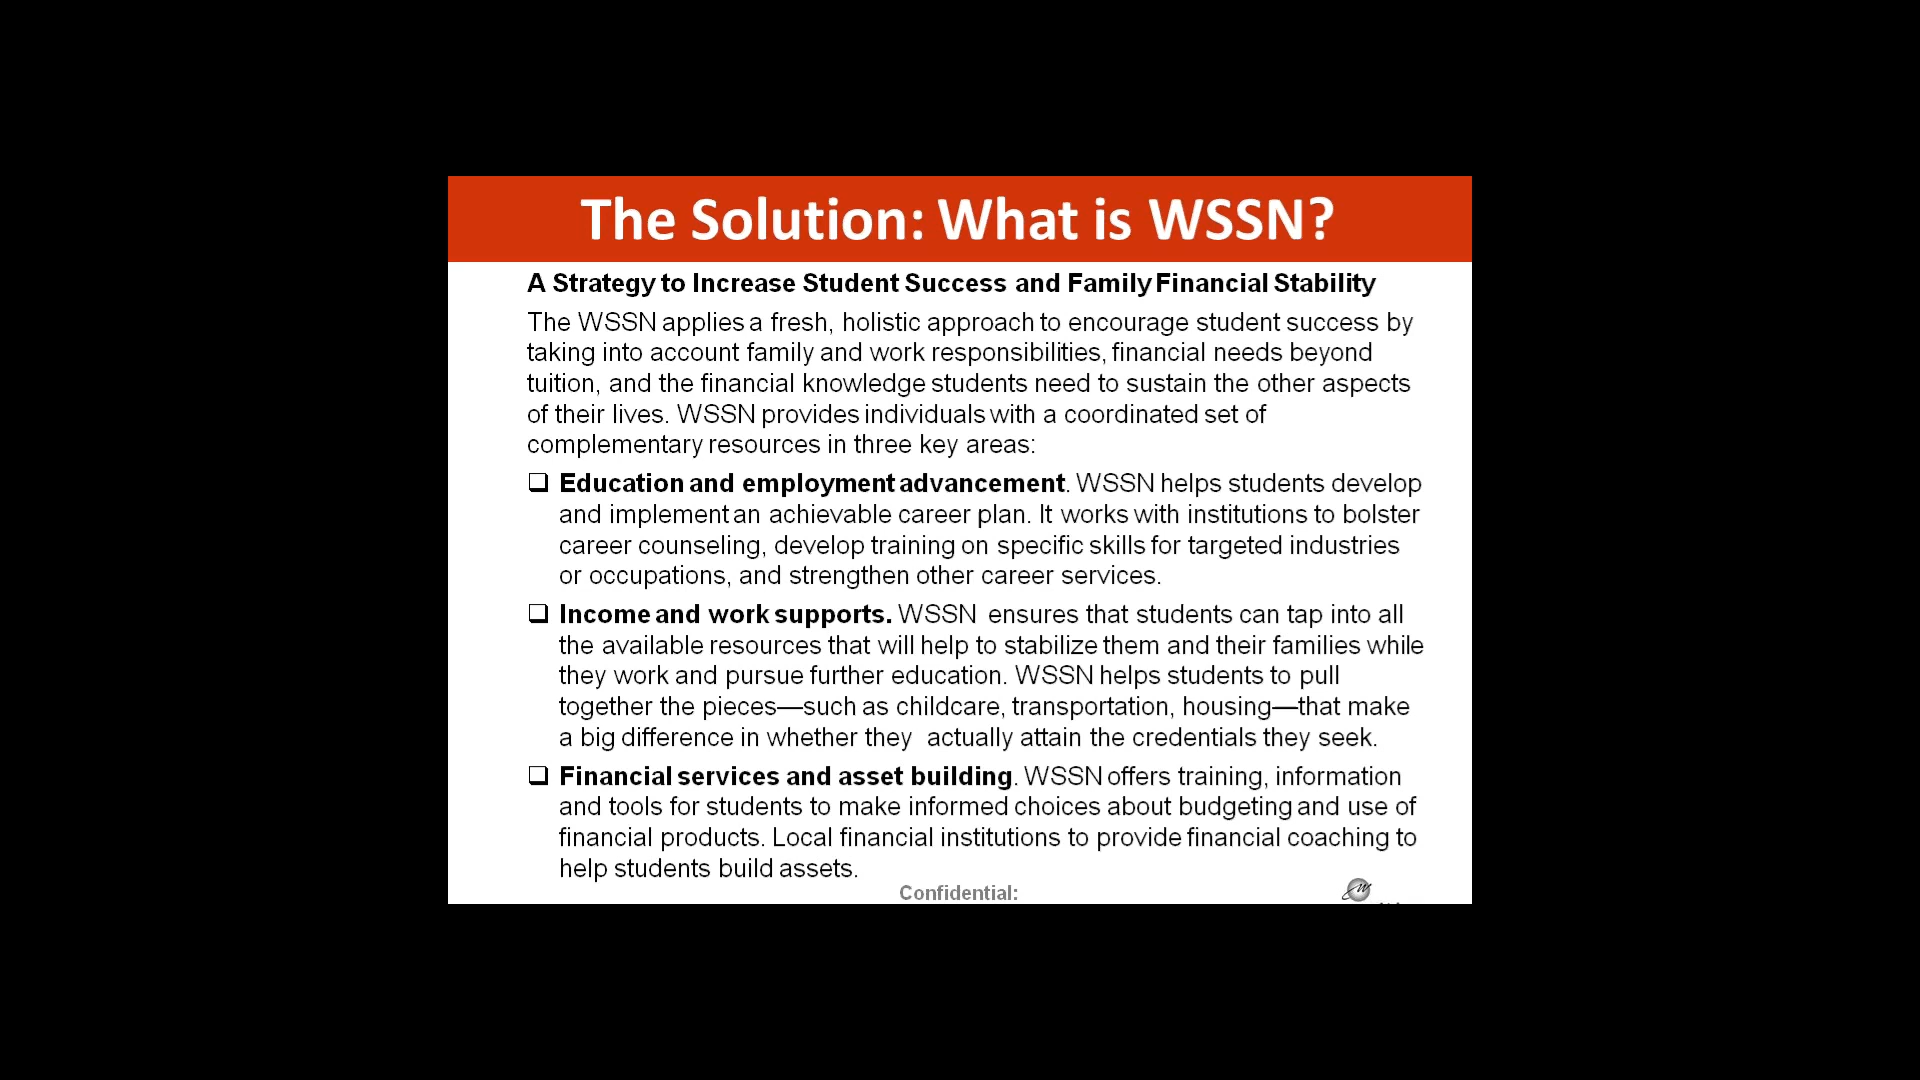 The Solution: What is WSSN?
A Strategy to Increase Student Success and Family Financial Stability
The WSSN applies a fresh, holistic approach to encourage student success by
taking into account family and work responsibilities, financial needs beyond
tuition, and the financial knowledge students need to sustain the other aspects
of their lives. WSSN provides individuals with a coordinated set of
complementary resources in three key areas:
❑ Education and employment advancement. WSSN helps students develop
and implement an achievable career plan. It works with institutions to bolster
career counseling, develop training on specific skills for targeted industries
or occupations, and strengthen other career services.
❑ Income and work supports. WSSN ensures that students can tap into all
the available resources that will help to stabilize them and their families while
they work and pursue further education. WSSN helps students to pull
together the pieces—such as childcare, transportation, housing—that make
a big difference in whether they actually attain the credentials they seek.
❑ Financial services and asset building. WSSN offers training, information
and tools for students to make informed choices about budgeting and use of
financial products. Local financial institutions to provide financial coaching to
help students build assets.
Confidential: